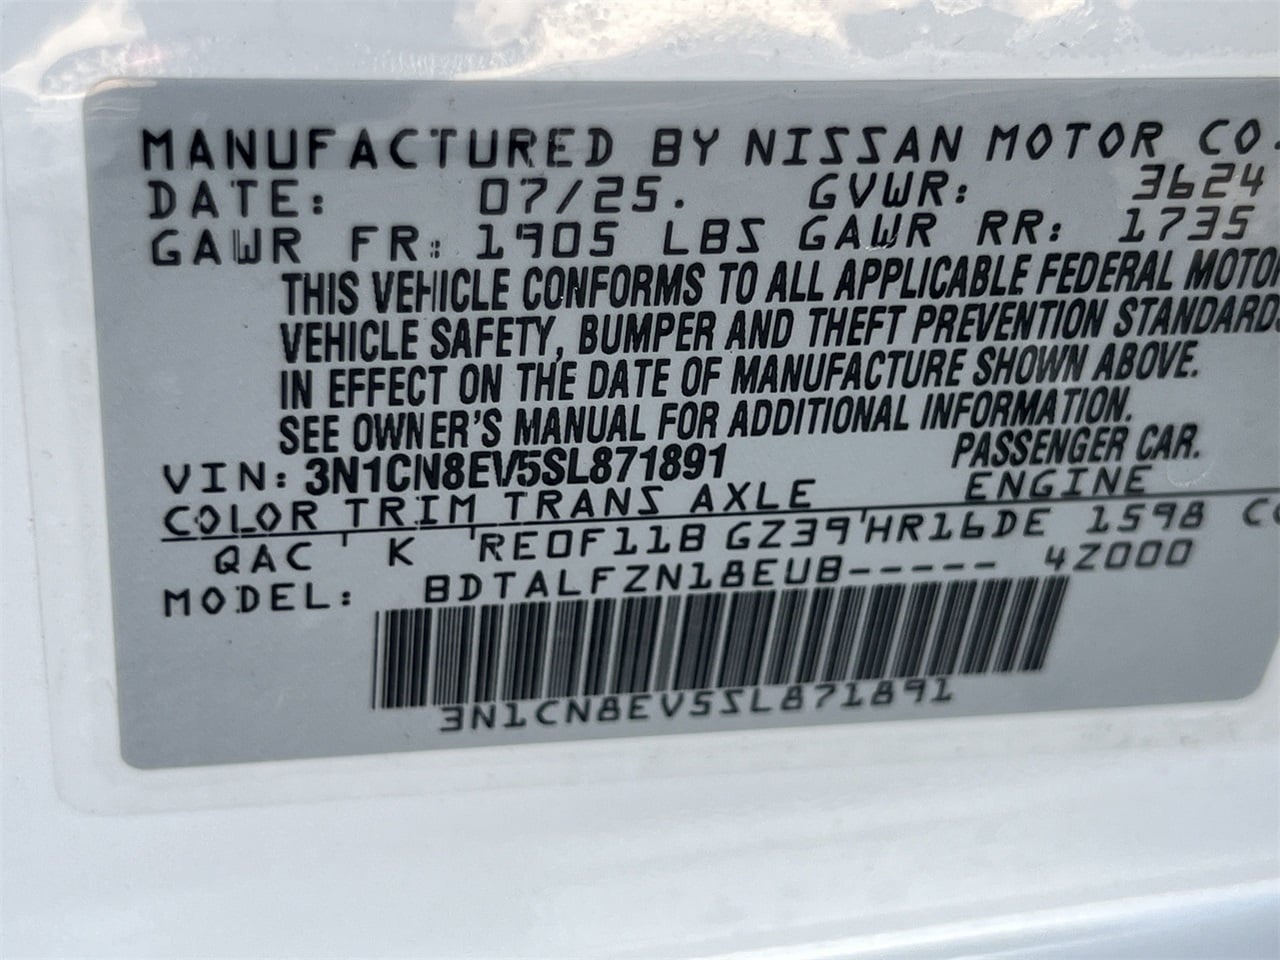 MANUFACTURED BY NISSAN MOTOR CO.
DATE: 07/25. GVWR: 3624
GAWR FR: 1905 LBS GAWR RR: 1735
THIS VEHICLE CONFORMS TO ALL APPLICABLE FEDERAL MOTO
VEHICLE SAFETY, BUMPER AND THEFT PREVENTION STANDARDS
IN EFFECT ON THE DATE OF MANUFACTURE SHOWN ABOVE.
SEE OWNER'S MANUAL FOR ADDITIONAL INFORMATION.
VIN: 3N1CN8EV5SL871891 PASSENGER CAR.
COLOR TRIM TRANS AXLE ENGINE
QAC ' K 'RE0F11B GZ39'HR16DE 1598 C
MODEL: BDTALFZN18EUB----- 4Z000
3N1CN8EV5SL871891